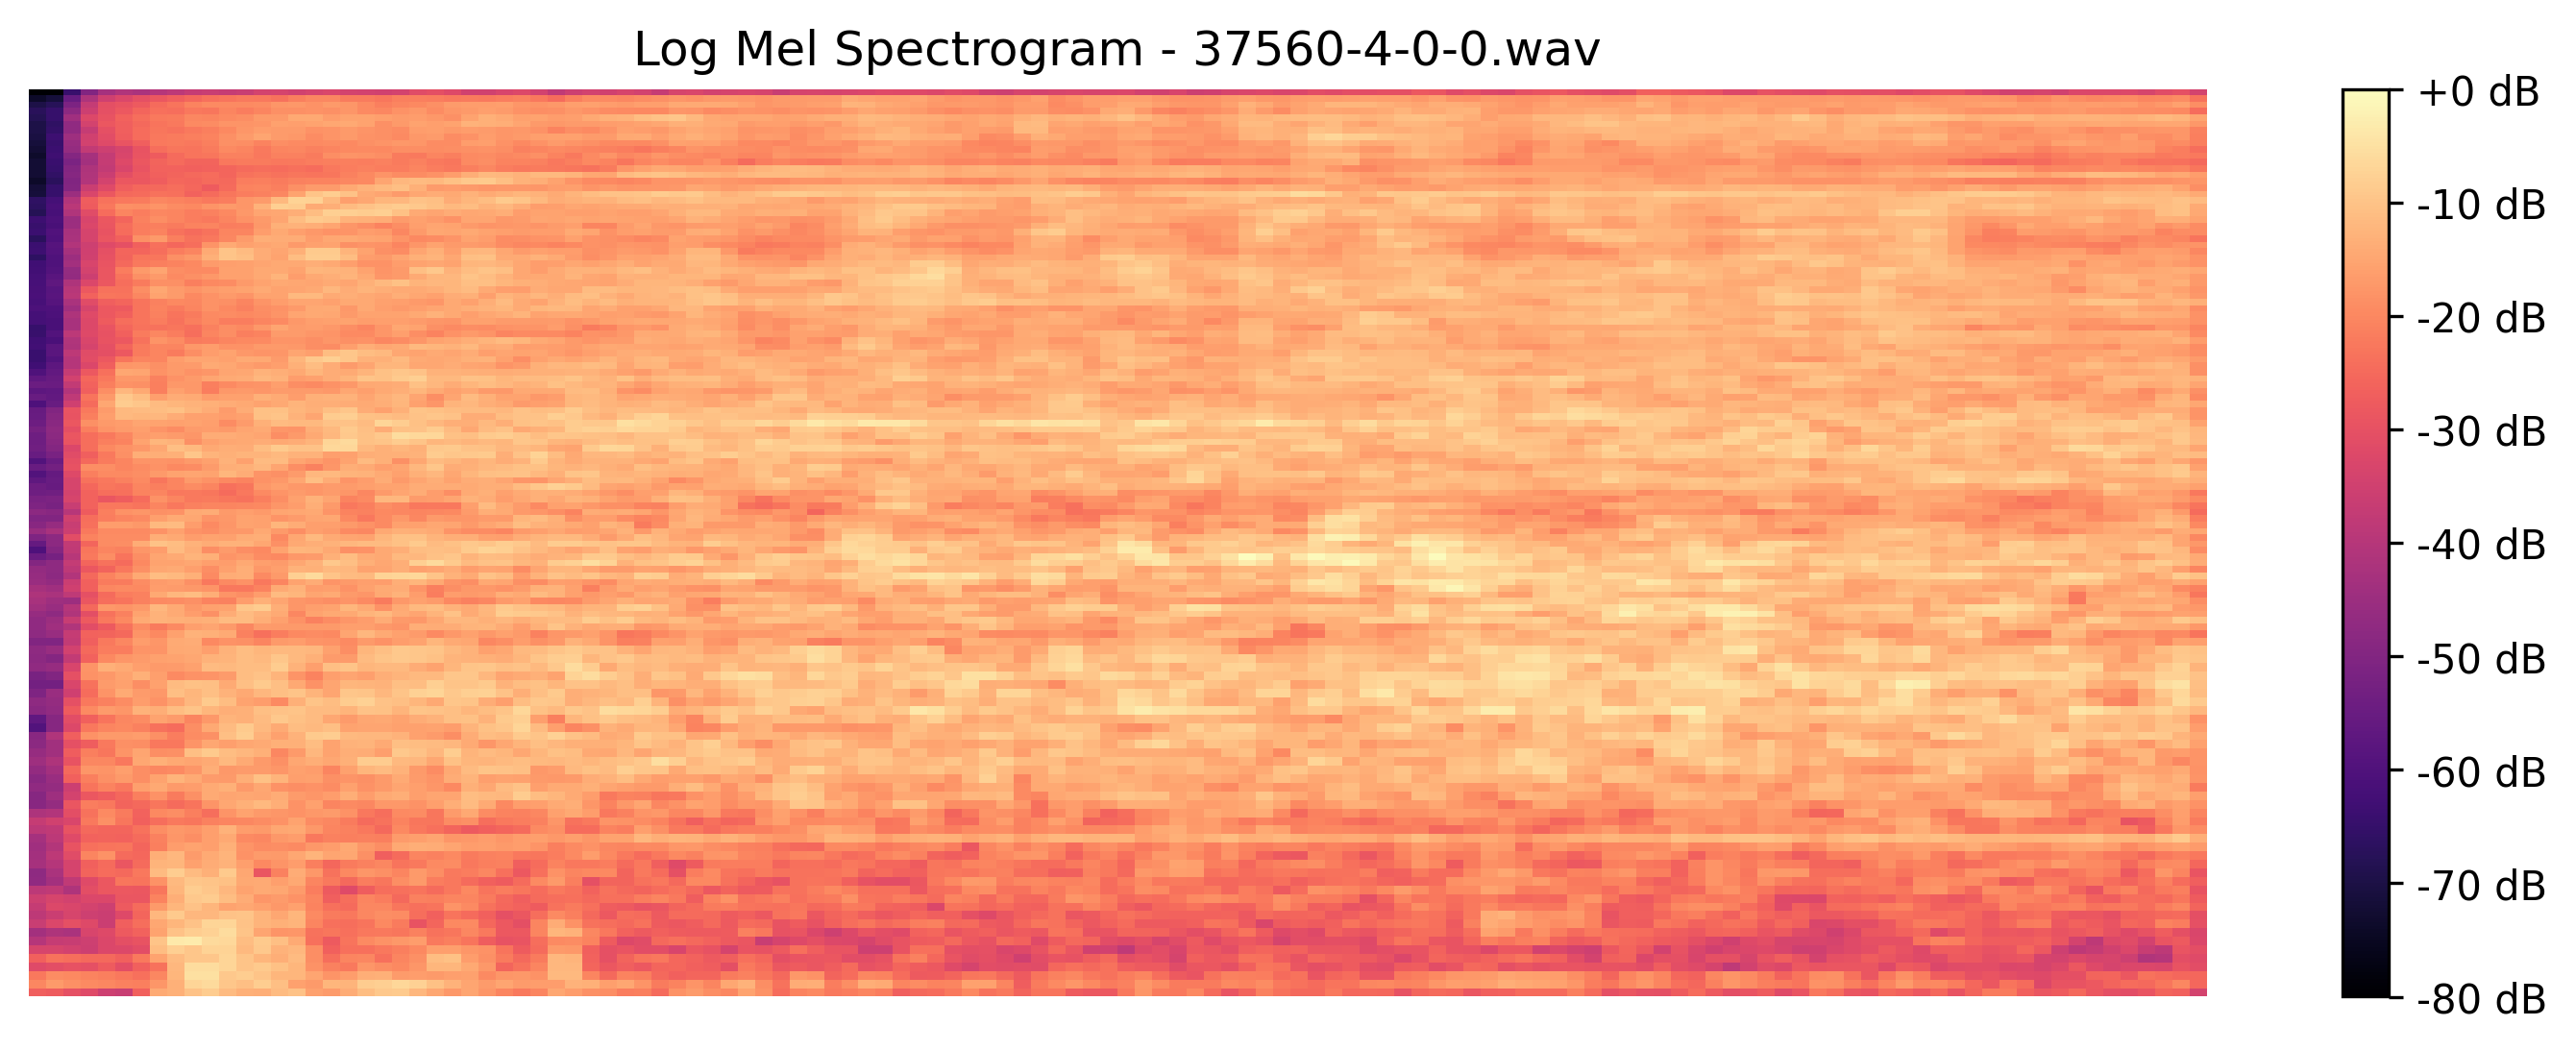 Log Mel Spectrogram - 37560-4-0-0.wav
+0 dB
-10 dB
-20 dB
-30 dB
-40 dB
-50 dB
-60 dB
-70 dB
-80 dB